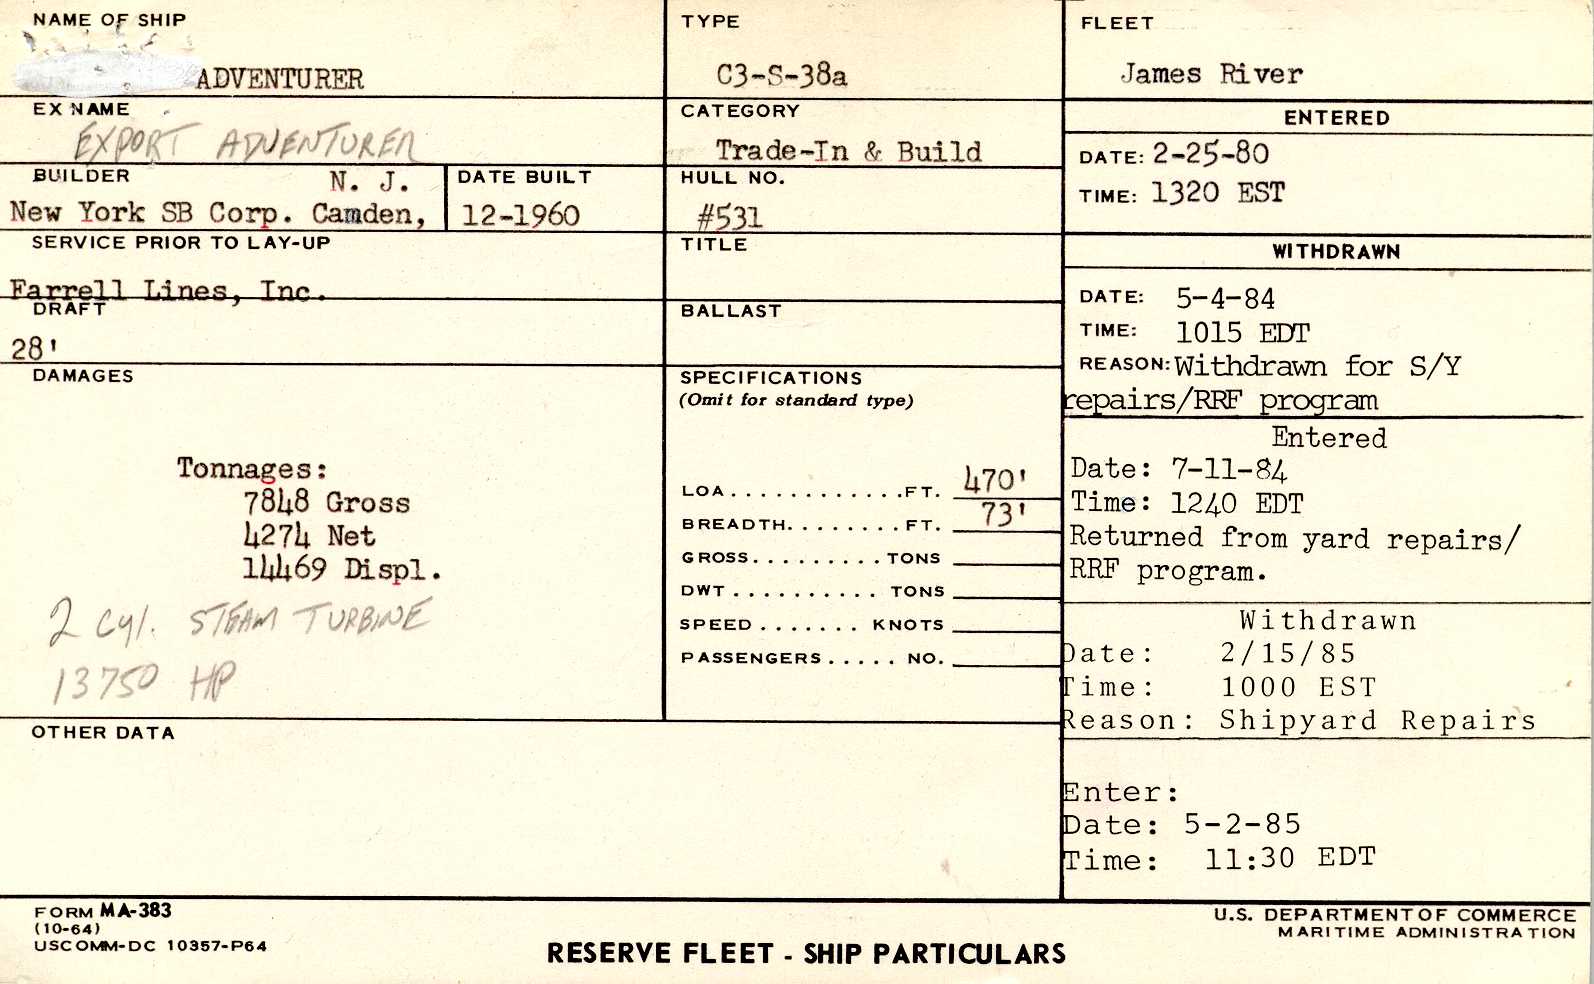 NAME OF SHIP
ADVENTURER
EX NAME
EXPORT ADVENTURER
BUILDER
N. J.
New York SB Corp. Camden,
DATE BUILT
12-1960
SERVICE PRIOR TO LAY-UP
Farrell Lines, Inc.
DRAFT
28'
DAMAGES
Tonnages:
7848 Gross
4274 Net
14469 Displ.
2 Cyl. STEAM TURBINE
13750 HP
TYPE
C3-S-38a
CATEGORY
Trade-In & Build
HULL NO.
#531
TITLE
BALLAST
SPECIFICATIONS
(Omit for standard type)
LOA............FT. 470'
BREADTH........FT. 73'
GROSS.........TONS
DWT.......... TONS
SPEED....... KNOTS
PASSENGERS..... NO.
FLEET
James River
ENTERED
DATE: 2-25-80
TIME: 1320 EST
WITHDRAWN
DATE: 5-4-84
TIME: 1015 EDT
REASON: Withdrawn for S/Y
repairs/RRF program
Entered
Date: 7-11-84
Time: 1240 EDT
Returned from yard repairs/
RRF program.
Withdrawn
Date: 2/15/85
Time: 1000 EST
Reason: Shipyard Repairs
Enter:
Date: 5-2-85
Time: 11:30 EDT
OTHER DATA
FORM MA-383
(10-64)
USCOMM-DC 10357-P64
RESERVE FLEET - SHIP PARTICULARS
U.S. DEPARTMENT OF COMMERCE
MARITIME ADMINISTRATION